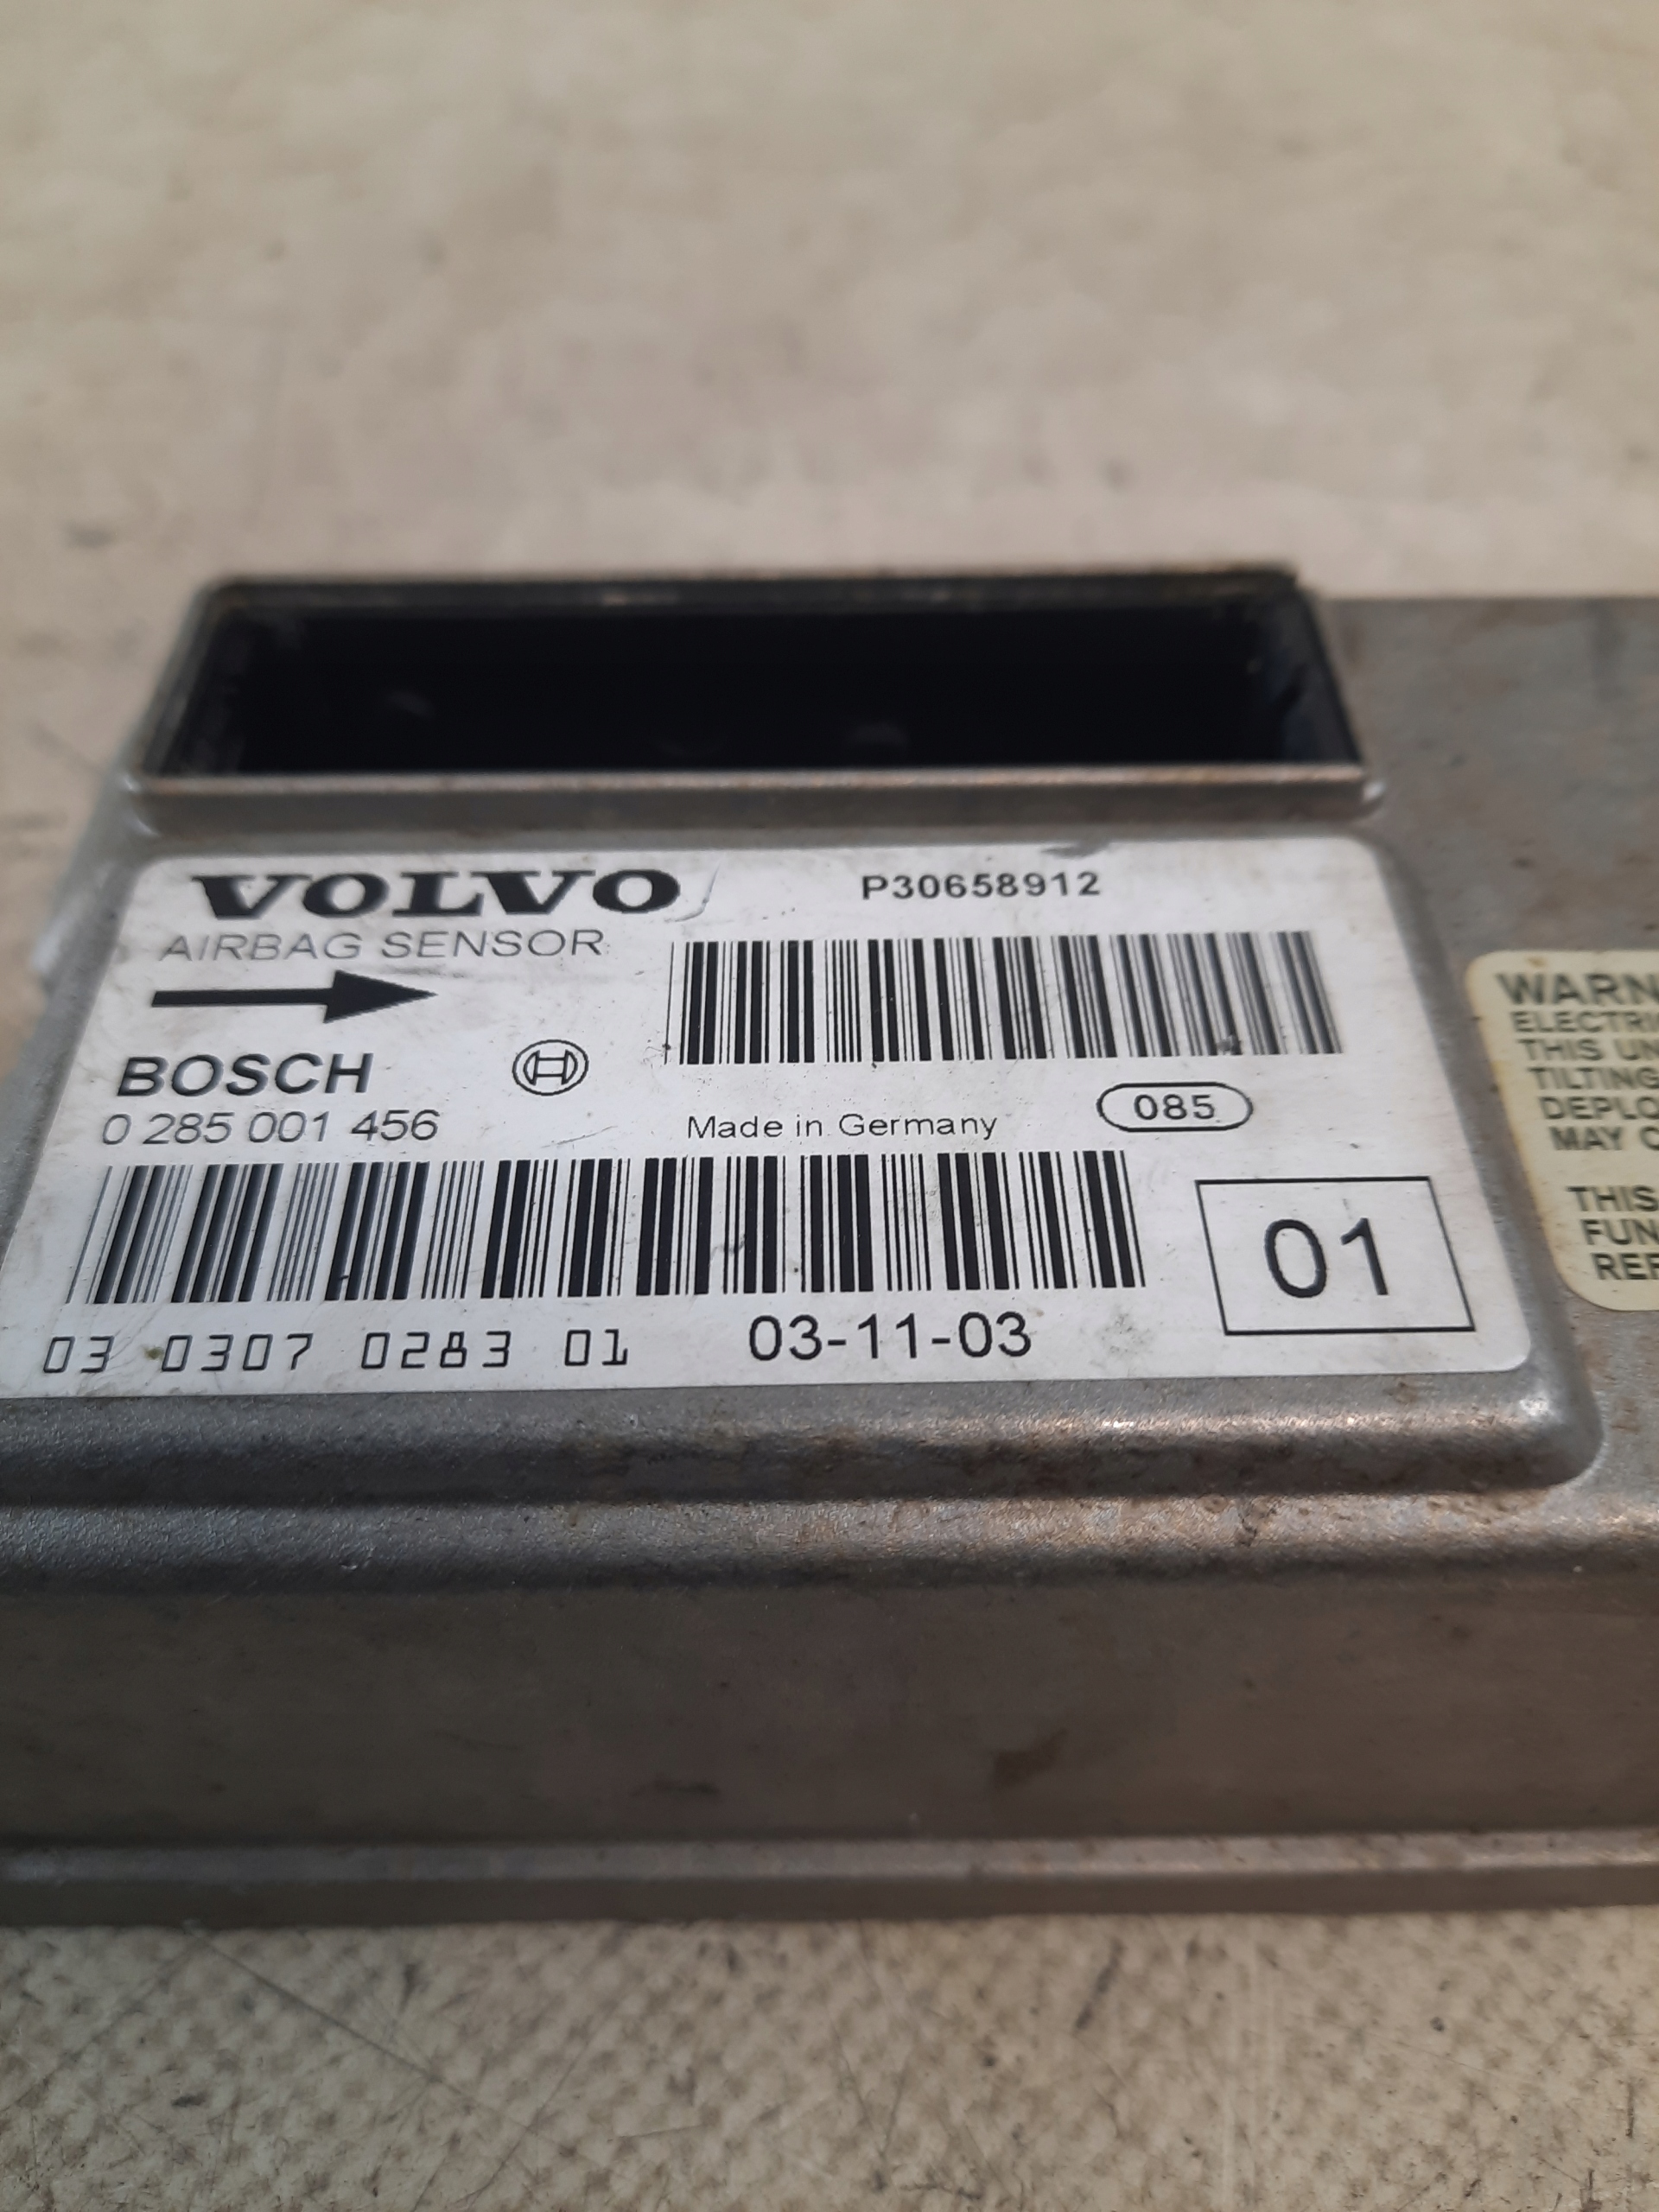 VOLVO
P30658912
AIRBAG SENSOR
BOSCH
0 285 001 456
Made in Germany
085
01
03 0307 0283 01
03-11-03
WARN
ELECTRI
THIS UN
TILTING
DEPLO
MAY
THIS
FUN
REF